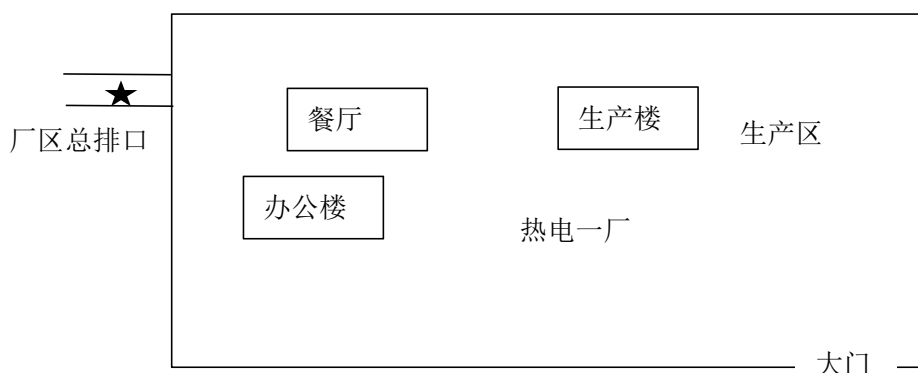 餐厅
生产楼
生产区
厂区总排口
办公楼
热电一厂
大门